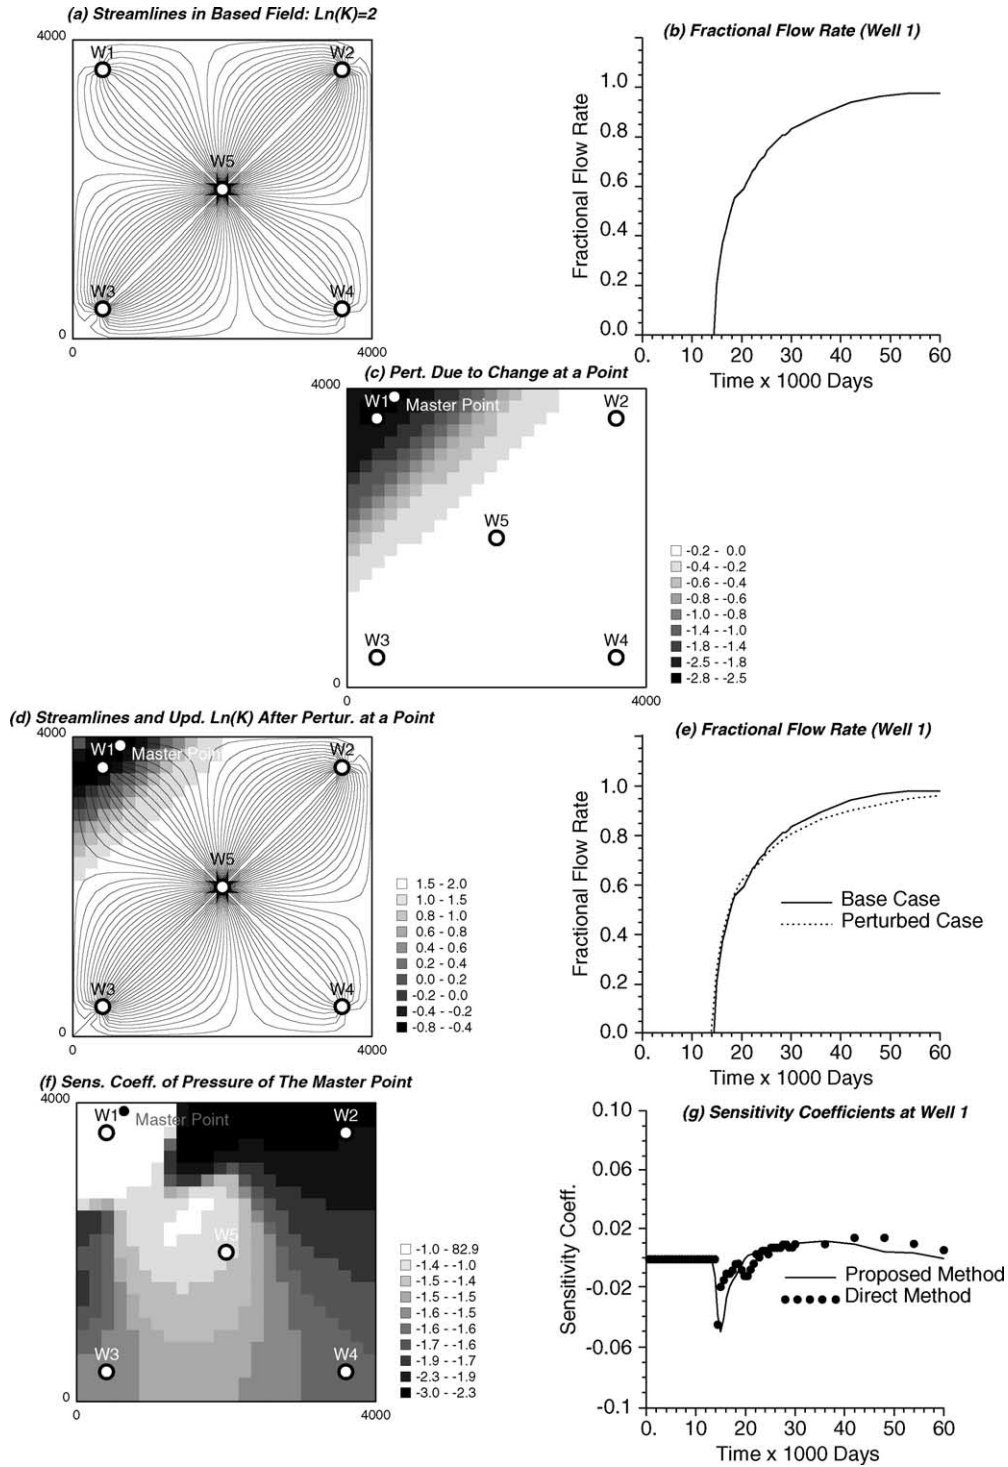 (a) Streamlines in Based Field: Ln(K)=2
4000
W1
W2
W5
W3
W4
0
0
4000
(b) Fractional Flow Rate (Well 1)
Fractional Flow Rate
1.0
0.8
0.6
0.4
0.2
0.0
0. 10 20 30 40 50 60
Time x 1000 Days
(c) Pert. Due to Change at a Point
4000
W1
Master Point
W2
W5
W3
W4
0
0
4000
-0.2 - 0.0
-0.4 - -0.2
-0.6 - -0.4
-0.8 - -0.6
-1.0 - -0.8
-1.4 - -1.0
-1.8 - -1.4
-2.5 - -1.8
-2.8 - -2.5
(d) Streamlines and Upd. Ln(K) After Pertur. at a Point
4000
W1
Master Point
W2
W5
W3
W4
0
0
4000
1.5 - 2.0
1.0 - 1.5
0.8 - 1.0
0.6 - 0.8
0.4 - 0.6
0.2 - 0.4
0.0 - 0.2
-0.2 - 0.0
-0.4 - -0.2
-0.8 - -0.4
(e) Fractional Flow Rate (Well 1)
Fractional Flow Rate
1.0
0.8
0.6
0.4
0.2
0.0
Base Case
Perturbed Case
0. 10 20 30 40 50 60
Time x 1000 Days
(f) Sens. Coeff. of Pressure of The Master Point
4000
W1
Master Point
W2
W5
W3
W4
0
0
4000
-1.0 - 82.9
-1.4 - -1.0
-1.5 - -1.4
-1.5 - -1.5
-1.6 - -1.5
-1.6 - -1.6
-1.7 - -1.6
-1.9 - -1.7
-2.3 - -1.9
-3.0 - -2.3
(g) Sensitivity Coefficients at Well 1
Sensitivity Coeff.
0.10
0.06
0.02
-0.02
-0.06
-0.1
Proposed Method
Direct Method
0. 10 20 30 40 50 60
Time x 1000 Days